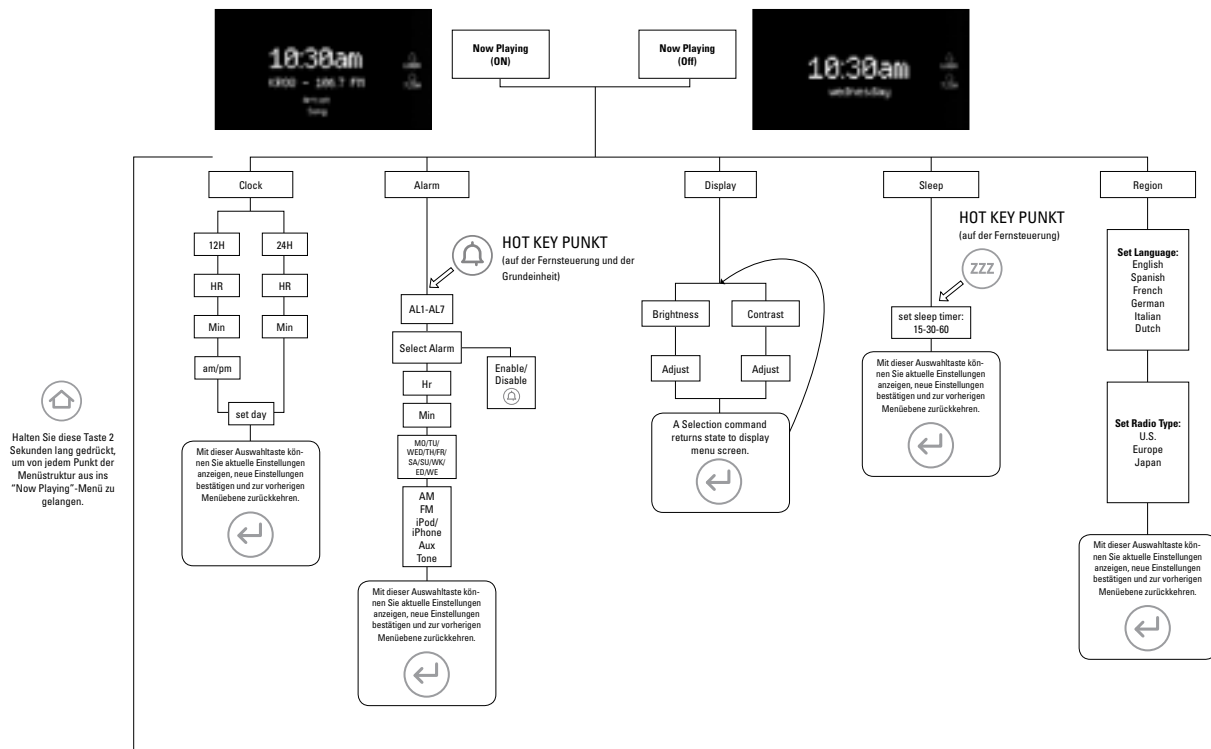 10:30am
KROQ - 106.7 FM
Artist
Song
Now Playing
(ON)
Now Playing
(Off)
10:30am
wednesday
Clock
Alarm
Display
Sleep
Region
12H
24H
HR
HR
Min
Min
am/pm
set day
Mit dieser Auswahltaste kön-
nen Sie aktuelle Einstellungen
anzeigen, neue Einstellungen
bestätigen und zur vorherigen
Menüebene zurückkehren.
HOT KEY PUNKT
(auf der Fernsteuerung und der
Grundeinheit)
AL1-AL7
Select Alarm
Enable/
Disable
Hr
Min
MO/TU/
WED/TH/FR/
SA/SU/WK/
ED/WE
AM
FM
iPod/
iPhone
Aux
Tone
Mit dieser Auswahltaste kön-
nen Sie aktuelle Einstellungen
anzeigen, neue Einstellungen
bestätigen und zur vorherigen
Menüebene zurückkehren.
Brightness
Contrast
Adjust
Adjust
A Selection command
returns state to display
menu screen.
HOT KEY PUNKT
(auf der Fernsteuerung)
ZZZ
set sleep timer:
15-30-60
Mit dieser Auswahltaste kön-
nen Sie aktuelle Einstellungen
anzeigen, neue Einstellungen
bestätigen und zur vorherigen
Menüebene zurückkehren.
Set Language:
English
Spanish
French
German
Italian
Dutch
Set Radio Type:
U.S.
Europe
Japan
Mit dieser Auswahltaste kön-
nen Sie aktuelle Einstellungen
anzeigen, neue Einstellungen
bestätigen und zur vorherigen
Menüebene zurückkehren.
Halten Sie diese Taste 2
Sekunden lang gedrückt,
um von jedem Punkt der
Menüstruktur aus ins
"Now Playing"-Menü zu
gelangen.